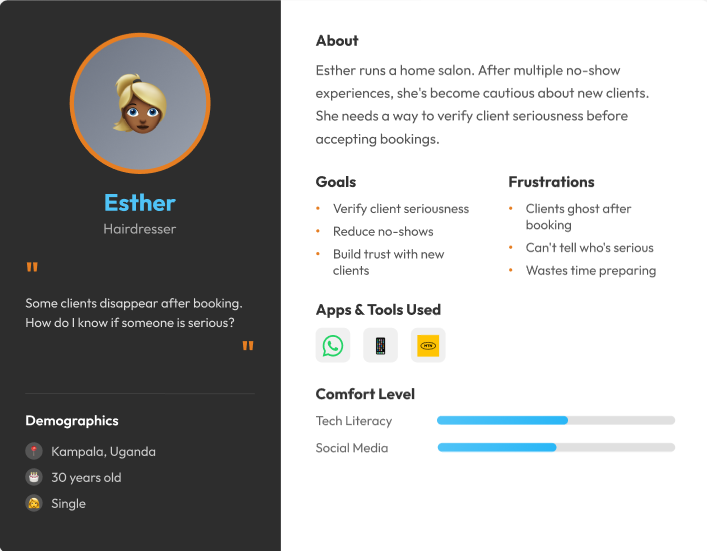 Esther
Hairdresser
"
Some clients disappear after booking.
How do I know if someone is serious?
"
Demographics
Kampala, Uganda
30 years old
Single
About
Esther runs a home salon. After multiple no-show
experiences, she's become cautious about new clients.
She needs a way to verify client seriousness before
accepting bookings.
Goals
• Verify client seriousness
• Reduce no-shows
• Build trust with new
clients
Frustrations
• Clients ghost after
booking
• Can't tell who's serious
• Wastes time preparing
Apps & Tools Used
MTN
Comfort Level
Tech Literacy
Social Media